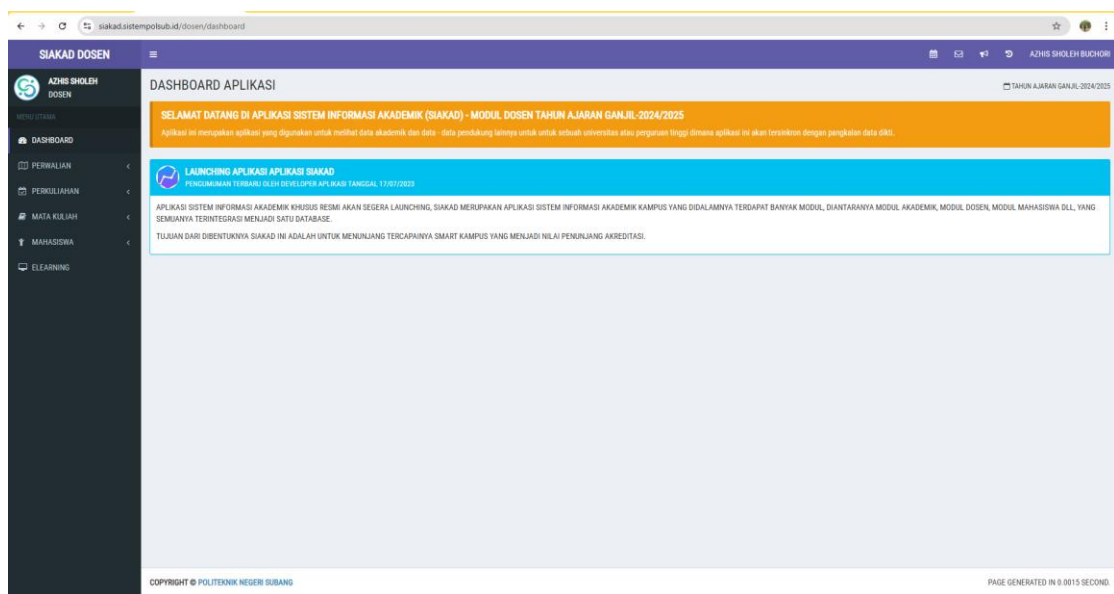 siakad.sistempolsub.id/dosen/dashboard
SIAKAD DOSEN
AZHIS SHOLEH BUCHORI
AZHIS SHOLEH
DOSEN
MENU UTAMA
DASHBOARD
PERWALIAN
PERKULIAHAN
MATA KULIAH
MAHASISWA
ELEARNING
DASHBOARD APLIKASI
TAHUN AJARAN GANJIL-2024/2025
SELAMAT DATANG DI APLIKASI SISTEM INFORMASI AKADEMIK (SIAKAD) - MODUL DOSEN TAHUN AJARAN GANJIL-2024/2025
Aplikasi ini merupakan aplikasi yang digunakan untuk melihat data akademik dan data - data pendukung lainnya untuk untuk sebuah universitas atau perguruan tinggi dimana aplikasi ini akan tersinkron dengan pangkalan data dikti.
LAUNCHING APLIKASI APLIKASI SIAKAD
PENGUMUMAN TERBARU OLEH DEVELOPER APLIKASI TANGGAL 17/07/2023
APLIKASI SISTEM INFORMASI AKADEMIK KHUSUS RESMI AKAN SEGERA LAUNCHING, SIAKAD MERUPAKAN APLIKASI SISTEM INFORMASI AKADEMIK KAMPUS YANG DIDALAMNYA TERDAPAT BANYAK MODUL, DIANTARANYA MODUL AKADEMIK, MODUL DOSEN, MODUL MAHASISWA DLL, YANG
SEMUANYA TERINTEGRASI MENJADI SATU DATABASE.
TUJUAN DARI DIBENTUKNYA SIAKAD INI ADALAH UNTUK MENUNJANG TERCAPAINYA SMART KAMPUS YANG MENJADI NILAI PENUNJANG AKREDITASI.
COPYRIGHT © POLITEKNIK NEGERI SUBANG
PAGE GENERATED IN 0.0015 SECOND.